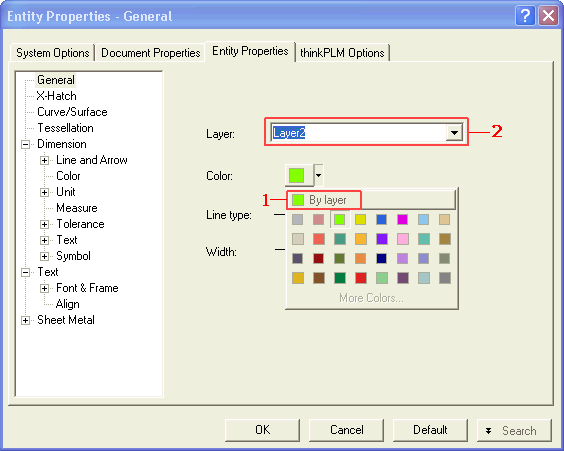 Entity Properties - General
System Options
Document Properties
Entity Properties
thinkPLM Options
General
X-Hatch
Curve/Surface
Tessellation
Dimension
Line and Arrow
Color
Unit
Measure
Tolerance
Text
Symbol
Text
Font & Frame
Align
Sheet Metal
Layer:
Layer2
2
Color:
1
By layer
Line type:
Width:
More Colors...
OK
Cancel
Default
Search